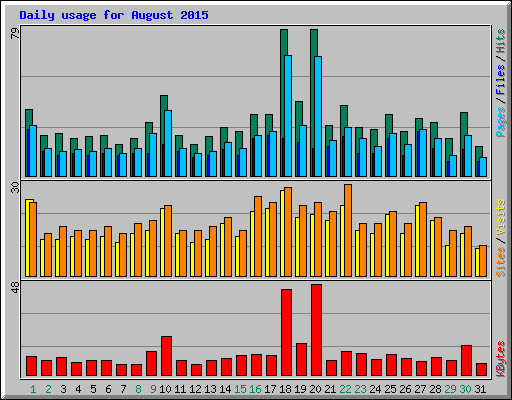 Daily usage for August 2015
79
Pages / Files / Hits
30
Sites / Visits
48
KBytes
1 2 3 4 5 6 7 8 9 10 11 12 13 14 15 16 17 18 19 20 21 22 23 24 25 26 27 28 29 30 31